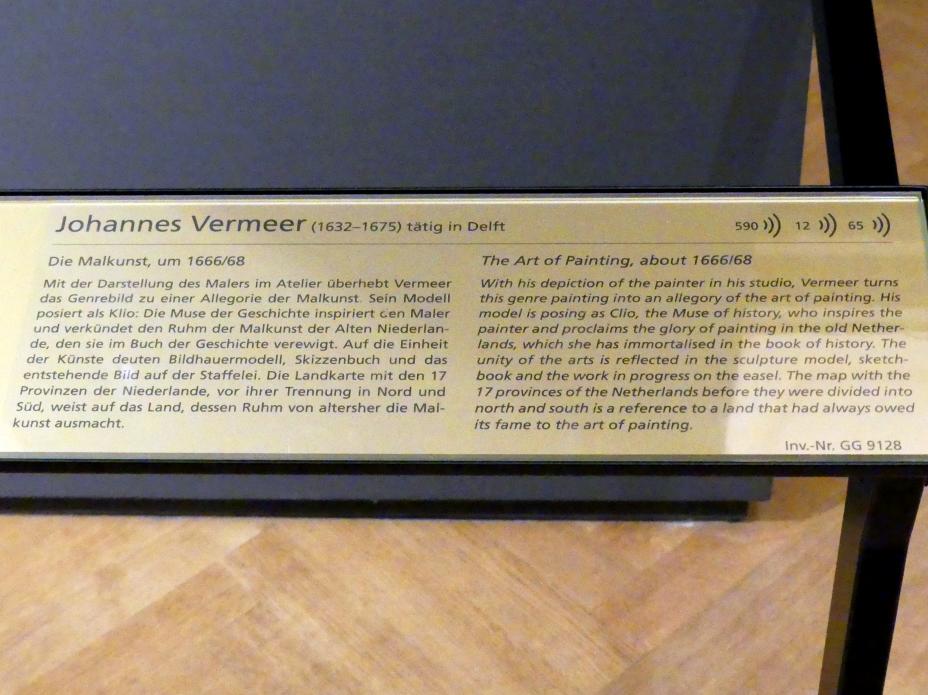 Johannes Vermeer (1632–1675) tätig in Delft 590 12 65
Die Malkunst, um 1666/68
Mit der Darstellung des Malers im Atelier überhebt Vermeer
das Genrebild zu einer Allegorie der Malkunst. Sein Modell
posiert als Klio: Die Muse der Geschichte inspiriert den Maler
und verkündet den Ruhm der Malkunst der Alten Niederlan-
de, den sie im Buch der Geschichte verewigt. Auf die Einheit
der Künste deuten Bildhauermodell, Skizzenbuch und das
entstehende Bild auf der Staffelei. Die Landkarte mit den 17
Provinzen der Niederlande, vor ihrer Trennung in Nord und
Süd, weist auf das Land, dessen Ruhm von altersher die Mal-
kunst ausmacht.
The Art of Painting, about 1666/68
With his depiction of the painter in his studio, Vermeer turns
this genre painting into an allegory of the art of painting. His
model is posing as Clio, the Muse of history, who inspires the
painter and proclaims the glory of painting in the old Nether-
lands, which she has immortalised in the book of history. The
unity of the arts is reflected in the sculpture model, sketch-
book and the work in progress on the easel. The map with the
17 provinces of the Netherlands before they were divided into
north and south is a reference to a land that had always owed
its fame to the art of painting.
Inv.-Nr. GG 9128